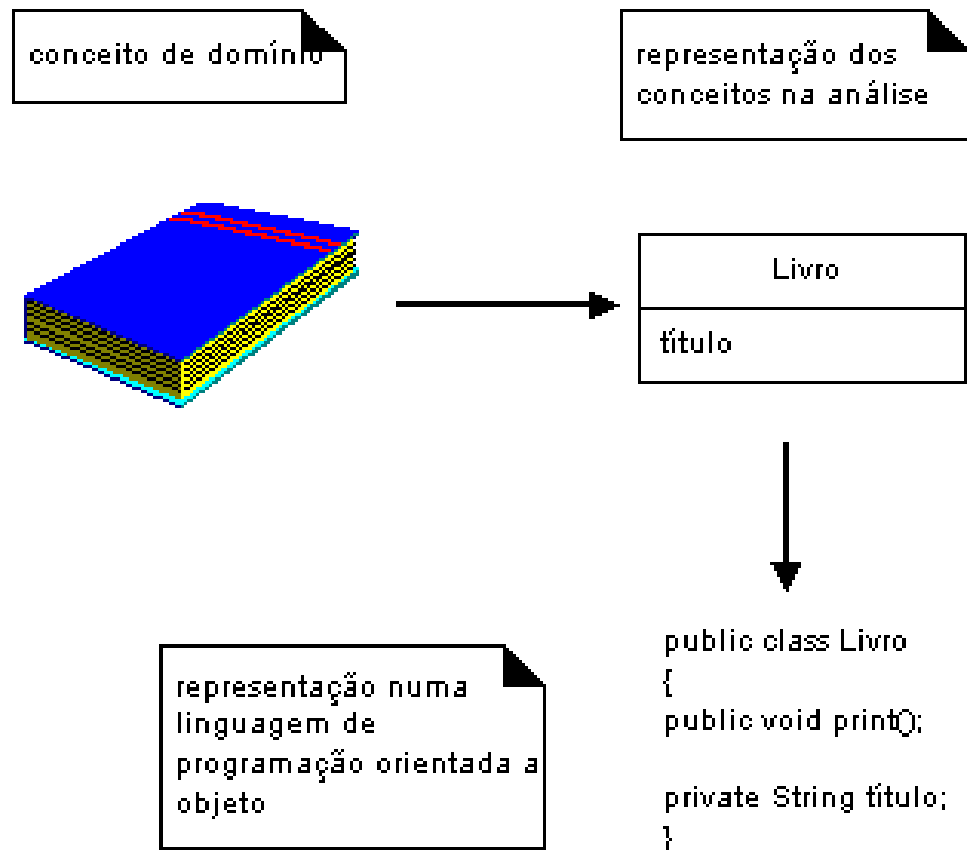 conceito de domínio
representação dos
conceitos na análise
Livro
título
representação numa
linguagem de
programação orientada a
objeto
public class Livro
{
public void print();
private String título;
}